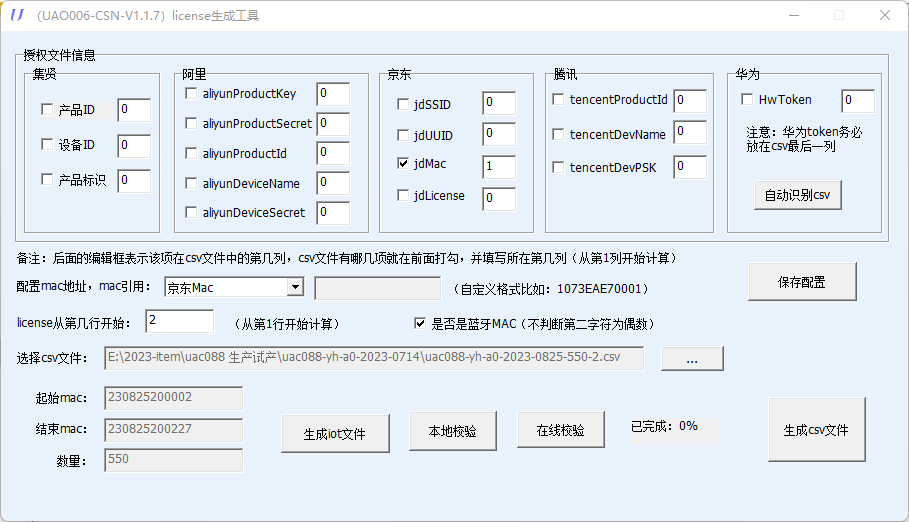 （UAO006-CSN-V1.1.7）license生成工具
授权文件信息
集贤
产品ID 0
设备ID 0
产品标识 0
阿里
aliyunProductKey 0
aliyunProductSecret 0
aliyunProductId 0
aliyunDeviceName 0
aliyunDeviceSecret 0
京东
jdSSID 0
jdUUID 0
jdMac 1
jdLicense 0
腾讯
tencentProductId 0
tencentDevName 0
tencentDevPSK 0
华为
HwToken 0
注意：华为token务必
放在csv最后一列
自动识别csv
备注：后面的编辑框表示该项在csv文件中的第几列，csv文件有哪几项就在前面打勾，并填写所在第几列（从第1列开始计算）
配置mac地址，mac引用： 京东Mac （自定义格式比如：1073EAE70001）
保存配置
license从第几行开始： 2 （从第1行开始计算） 是否是蓝牙MAC（不判断第二字符为偶数）
选择csv文件： E:\2023-item\uac088 生产试产\uac088-yh-a0-2023-0714\uac088-yh-a0-2023-0825-550-2.csv ...
起始mac： 230825200002
结束mac： 230825200227
数量： 550
生成iot文件 本地校验 在线校验 已完成：0% 生成csv文件